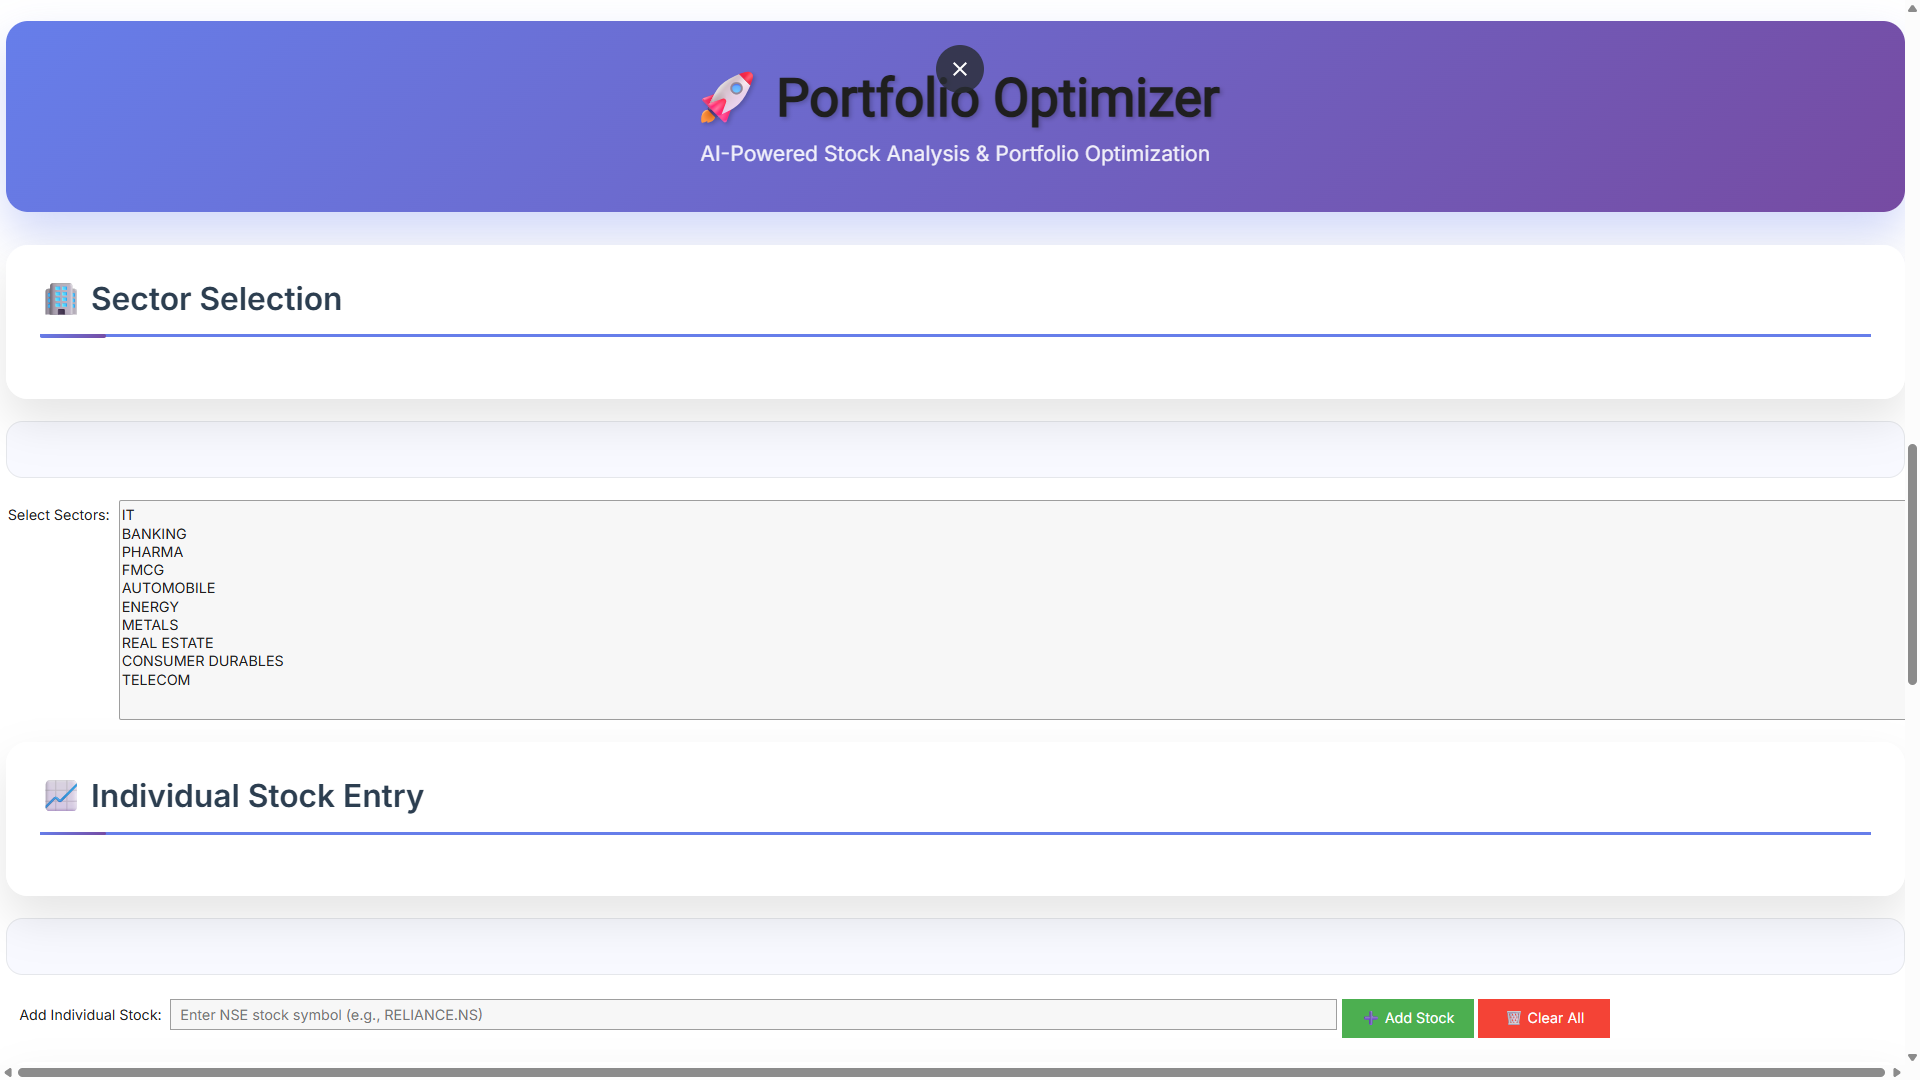 Portfolio Optimizer
AI-Powered Stock Analysis & Portfolio Optimization
Sector Selection
Select Sectors:
IT
BANKING
PHARMA
FMCG
AUTOMOBILE
ENERGY
METALS
REAL ESTATE
CONSUMER DURABLES
TELECOM
Individual Stock Entry
Add Individual Stock: Enter NSE stock symbol (e.g., RELIANCE.NS) Add Stock Clear All